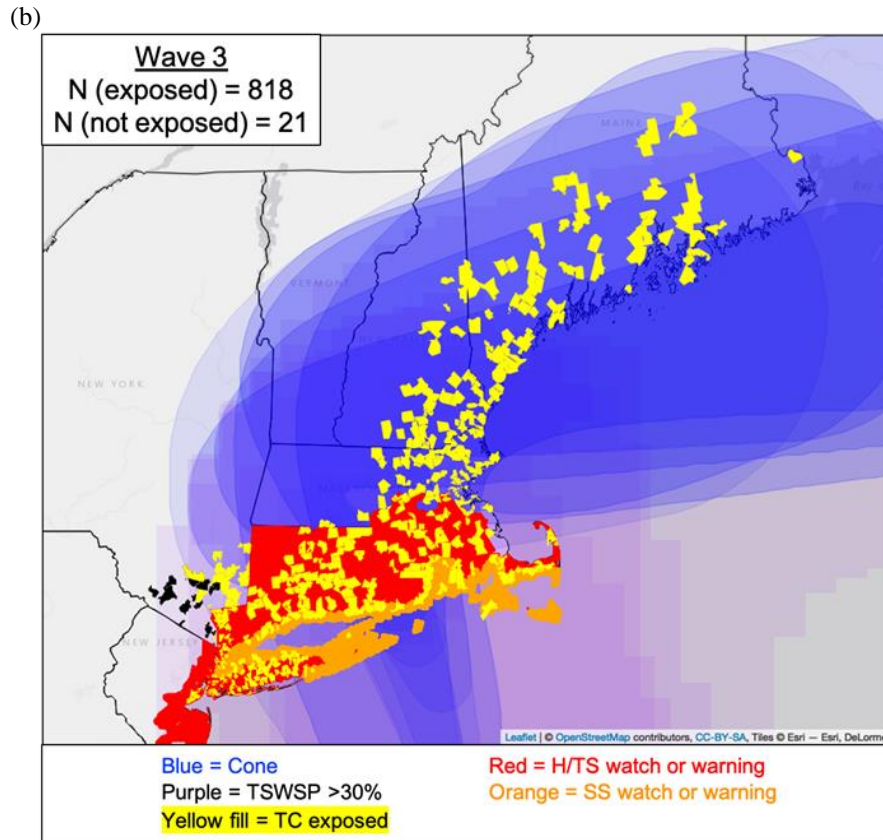 (b)
Wave 3
N (exposed) = 818
N (not exposed) = 21
MAINE
VERMONT
NEW YORK
NEW JERSEY
Leaflet | © OpenStreetMap contributors, CC-BY-SA, Tiles © Esri — Esri, DeLorme
Blue = Cone
Red = H/TS watch or warning
Purple = TSWSP >30%
Orange = SS watch or warning
Yellow fill = TC exposed